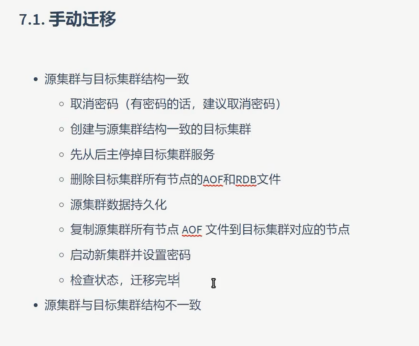 7.1. 手动迁移
源集群与目标集群结构一致
取消密码（有密码的话，建议取消密码）
创建与源集群结构一致的目标集群
先从后主停掉目标集群服务
删除目标集群所有节点的AOF和RDB文件
源集群数据持久化
复制源集群所有节点 AOF 文件到目标集群对应的节点
启动新集群并设置密码
检查状态，迁移完毕
源集群与目标集群结构不一致